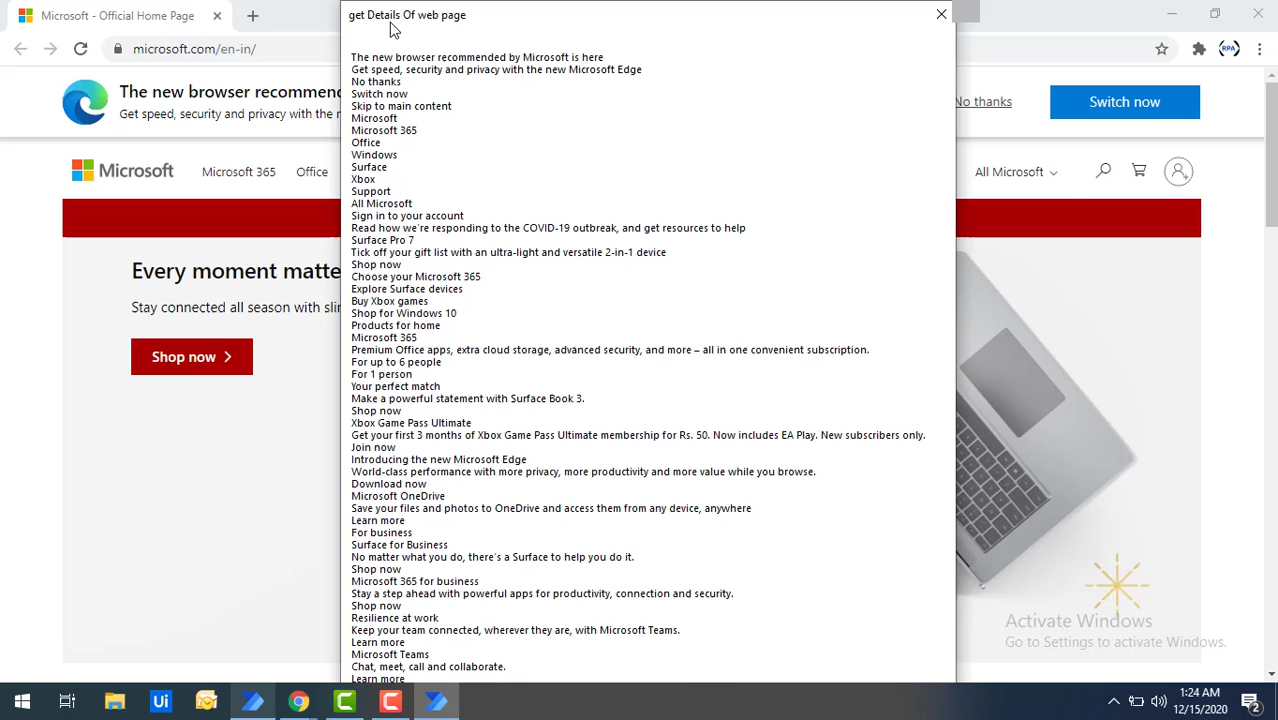 Microsoft - Official Home Page
microsoft.com/en-in/
RPA
The new browser recommend
Get speed, security and privacy with the r
No thanks
Switch now
Microsoft
Microsoft 365
Office
All Microsoft
Every moment matte
Stay connected all season with slin
Shop now
get Details Of web page
The new browser recommended by Microsoft is here
Get speed, security and privacy with the new Microsoft Edge
No thanks
Switch now
Skip to main content
Microsoft
Microsoft 365
Office
Windows
Surface
Xbox
Support
All Microsoft
Sign in to your account
Read how we're responding to the COVID-19 outbreak, and get resources to help
Surface Pro 7
Tick off your gift list with an ultra-light and versatile 2-in-1 device
Shop now
Choose your Microsoft 365
Explore Surface devices
Buy Xbox games
Shop for Windows 10
Products for home
Microsoft 365
Premium Office apps, extra cloud storage, advanced security, and more – all in one convenient subscription.
For up to 6 people
For 1 person
Your perfect match
Make a powerful statement with Surface Book 3.
Shop now
Xbox Game Pass Ultimate
Get your first 3 months of Xbox Game Pass Ultimate membership for Rs. 50. Now includes EA Play. New subscribers only.
Join now
Introducing the new Microsoft Edge
World-class performance with more privacy, more productivity and more value while you browse.
Download now
Microsoft OneDrive
Save your files and photos to OneDrive and access them from any device, anywhere
Learn more
For business
Surface for Business
No matter what you do, there's a Surface to help you do it.
Shop now
Microsoft 365 for business
Stay a step ahead with powerful apps for productivity, connection and security.
Shop now
Resilience at work
Keep your team connected, wherever they are, with Microsoft Teams.
Learn more
Microsoft Teams
Chat, meet, call and collaborate.
Learn more
Activate Windows
Go to Settings to activate Windows.
Ui
1:24 AM
12/15/2020
2